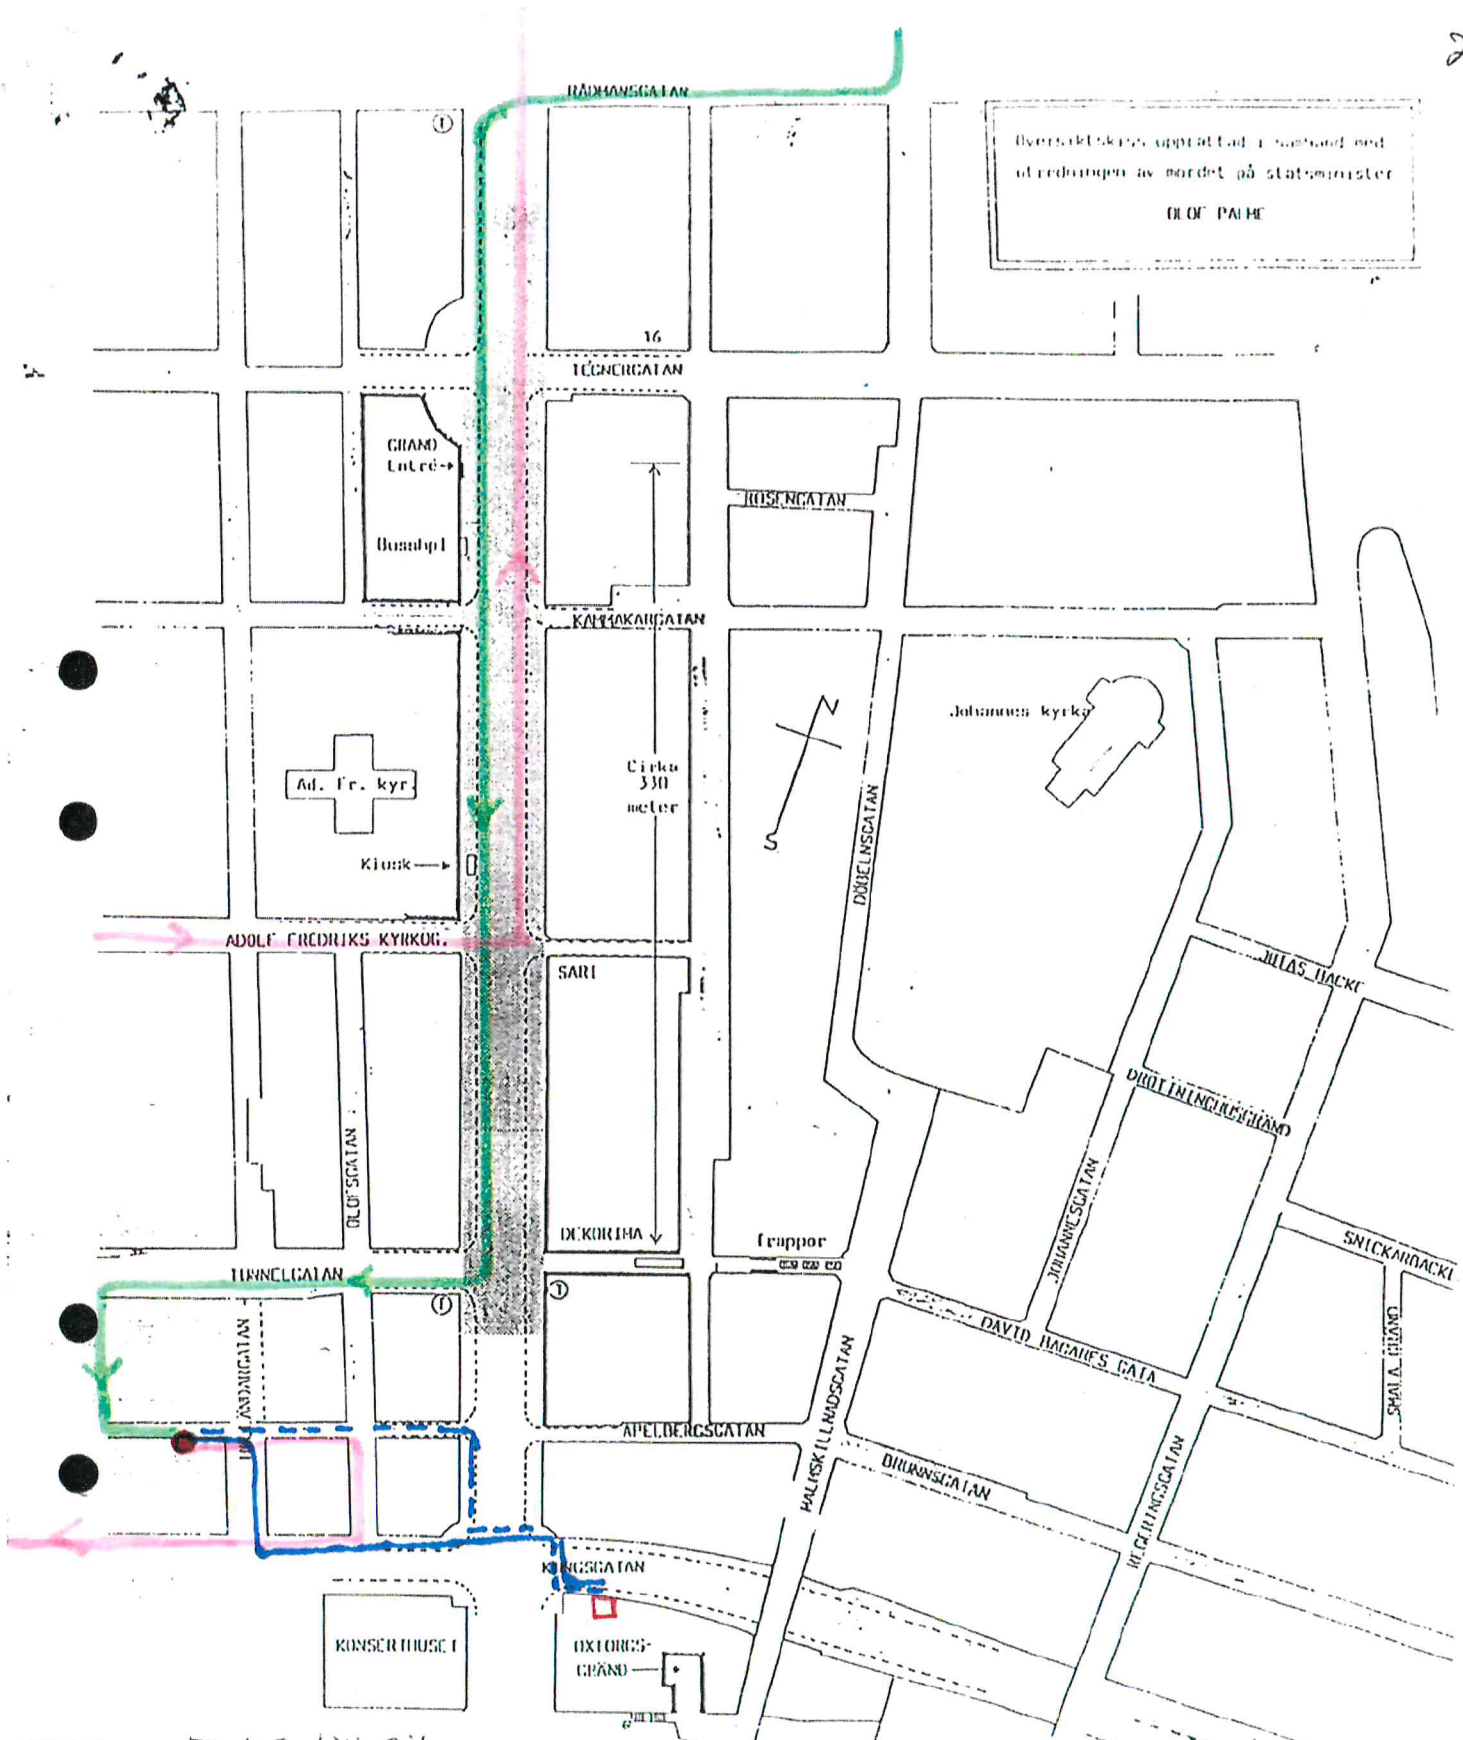 RÅDMANSGATAN
T
Översiktskiss upprättad i samband med
utredningen av mordet på statsminister
OLOF PALME
16
TEGNERGATAN
GRAND
Entré
ROSENGATAN
Busshpl
KAMMAKARGATAN
N
Johannes kyrka
Cirka
330
meter
Ad. Fr. kyr.
S
DÖBELNSGATAN
Kiosk
ADOLF FREDRIKS KYRKOG.
SARI
JUTAS BACKE
DROTTNINGHUSGRÄND
OLOFSGATAN
JOHANNESGATAN
DEKORIMA
Trappor
SNICKARBACKE
TUNNELGATAN
T
T
DAVID BAGARES GATA
SMALA GRÄND
MALMSKILLNADSGATAN
APELBERGSGATAN
BRUNNSGATAN
REGERINGSGATAN
KUNGSGATAN
KONSERTHUSET
OXTORGS-
GRÄND